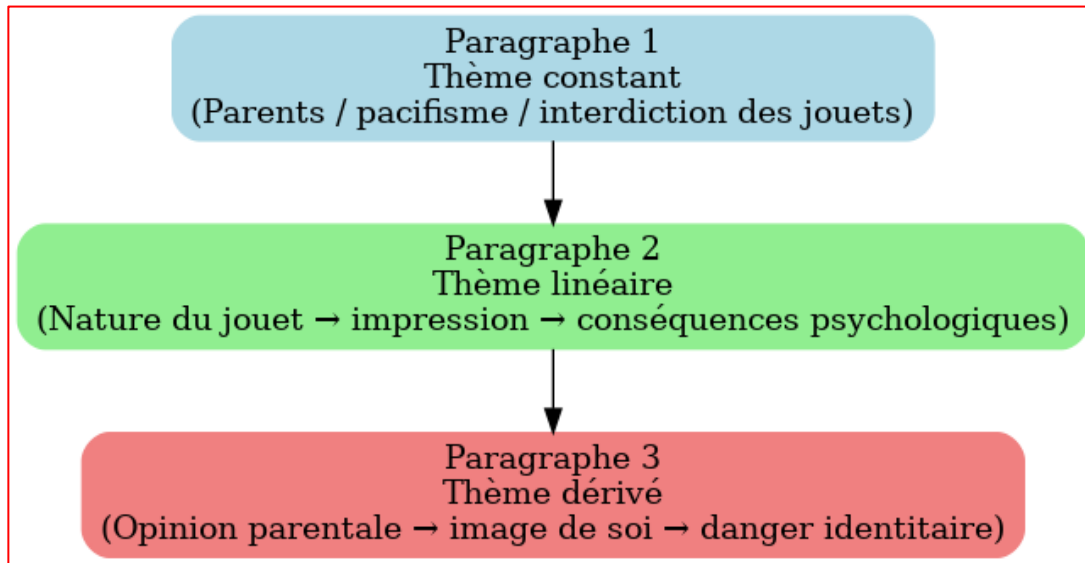 Paragraphe 1
Thème constant
(Parents / pacifisme / interdiction des jouets)
Paragraphe 2
Thème linéaire
(Nature du jouet → impression → conséquences psychologiques)
Paragraphe 3
Thème dérivé
(Opinion parentale → image de soi → danger identitaire)